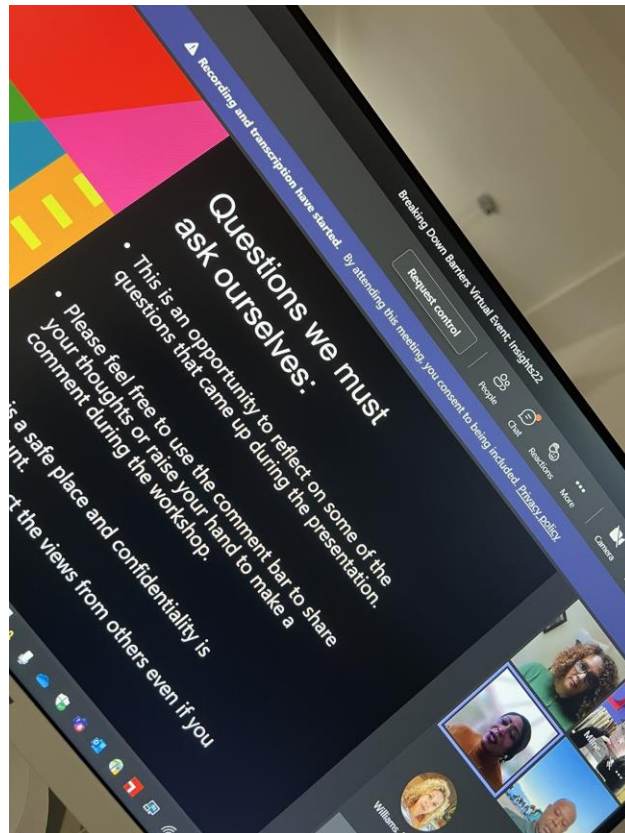 Breaking Down Barriers Virtual Event, Insights22
Request control
People
Chat
Reactions
More
Camera
Recording and transcription have started. By attending this meeting, you consent to being included. Privacy policy
Questions we must
ask ourselves:
• This is an opportunity to reflect on some of the
questions that came up during the presentation.
• Please feel free to use the comment bar to share
your thoughts or raise your hand to make a
comment during the workshop.
is a safe place and confidentiality is
the views from others even if you
Milne
Williams